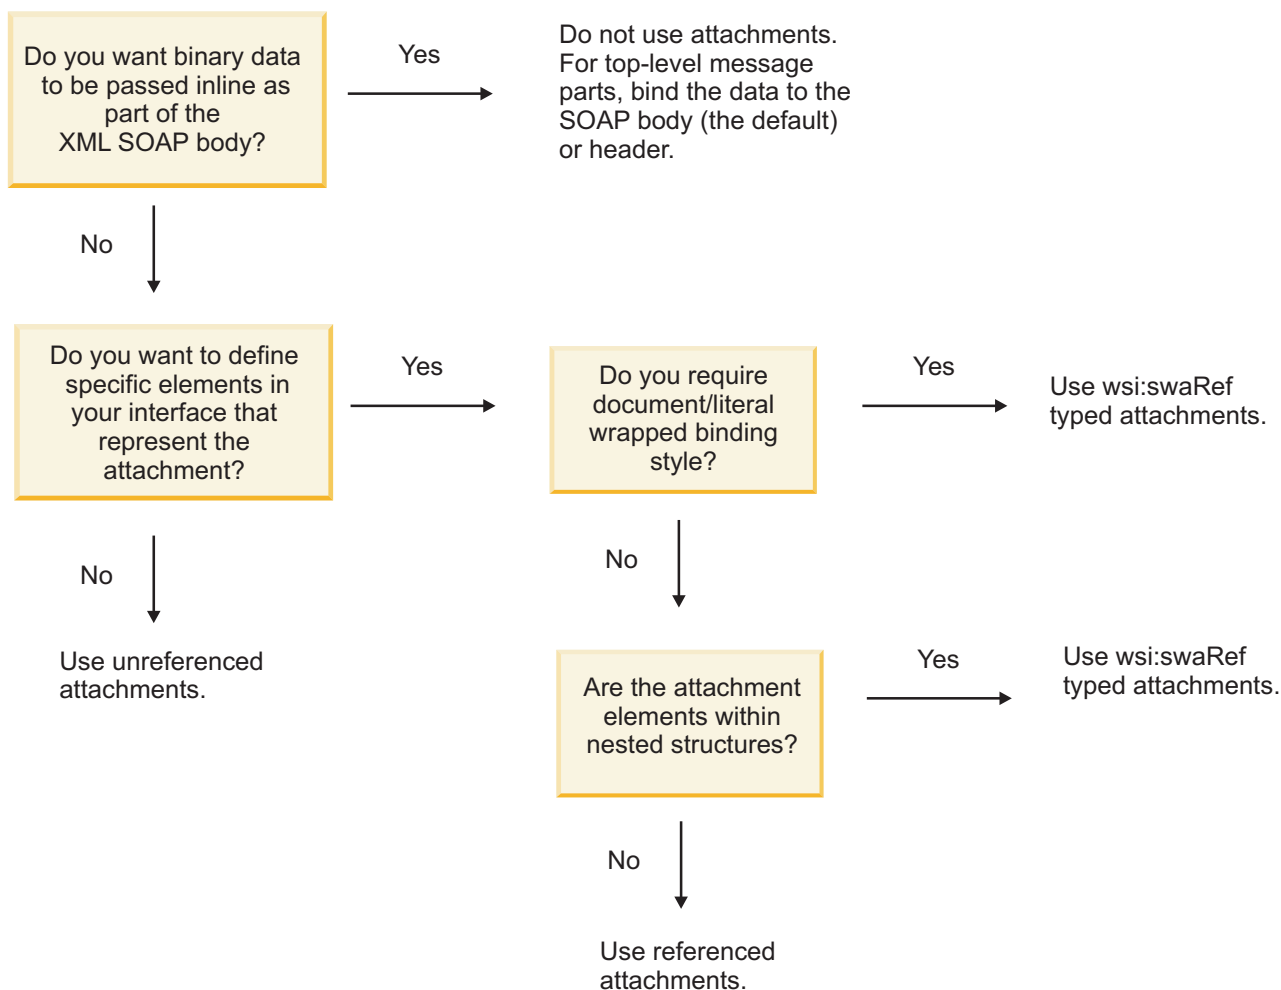 Do you want binary data
to be passed inline as
part of the
XML SOAP body?
Yes
Do not use attachments.
For top-level message
parts, bind the data to the
SOAP body (the default)
or header.
No
Do you want to define
specific elements in
your interface that
represent the
attachment?
Yes
Do you require
document/literal
wrapped binding
style?
Yes
Use wsi:swaRef
typed attachments.
No
Use unreferenced
attachments.
No
Are the attachment
elements within
nested structures?
Yes
Use wsi:swaRef
typed attachments.
No
Use referenced
attachments.